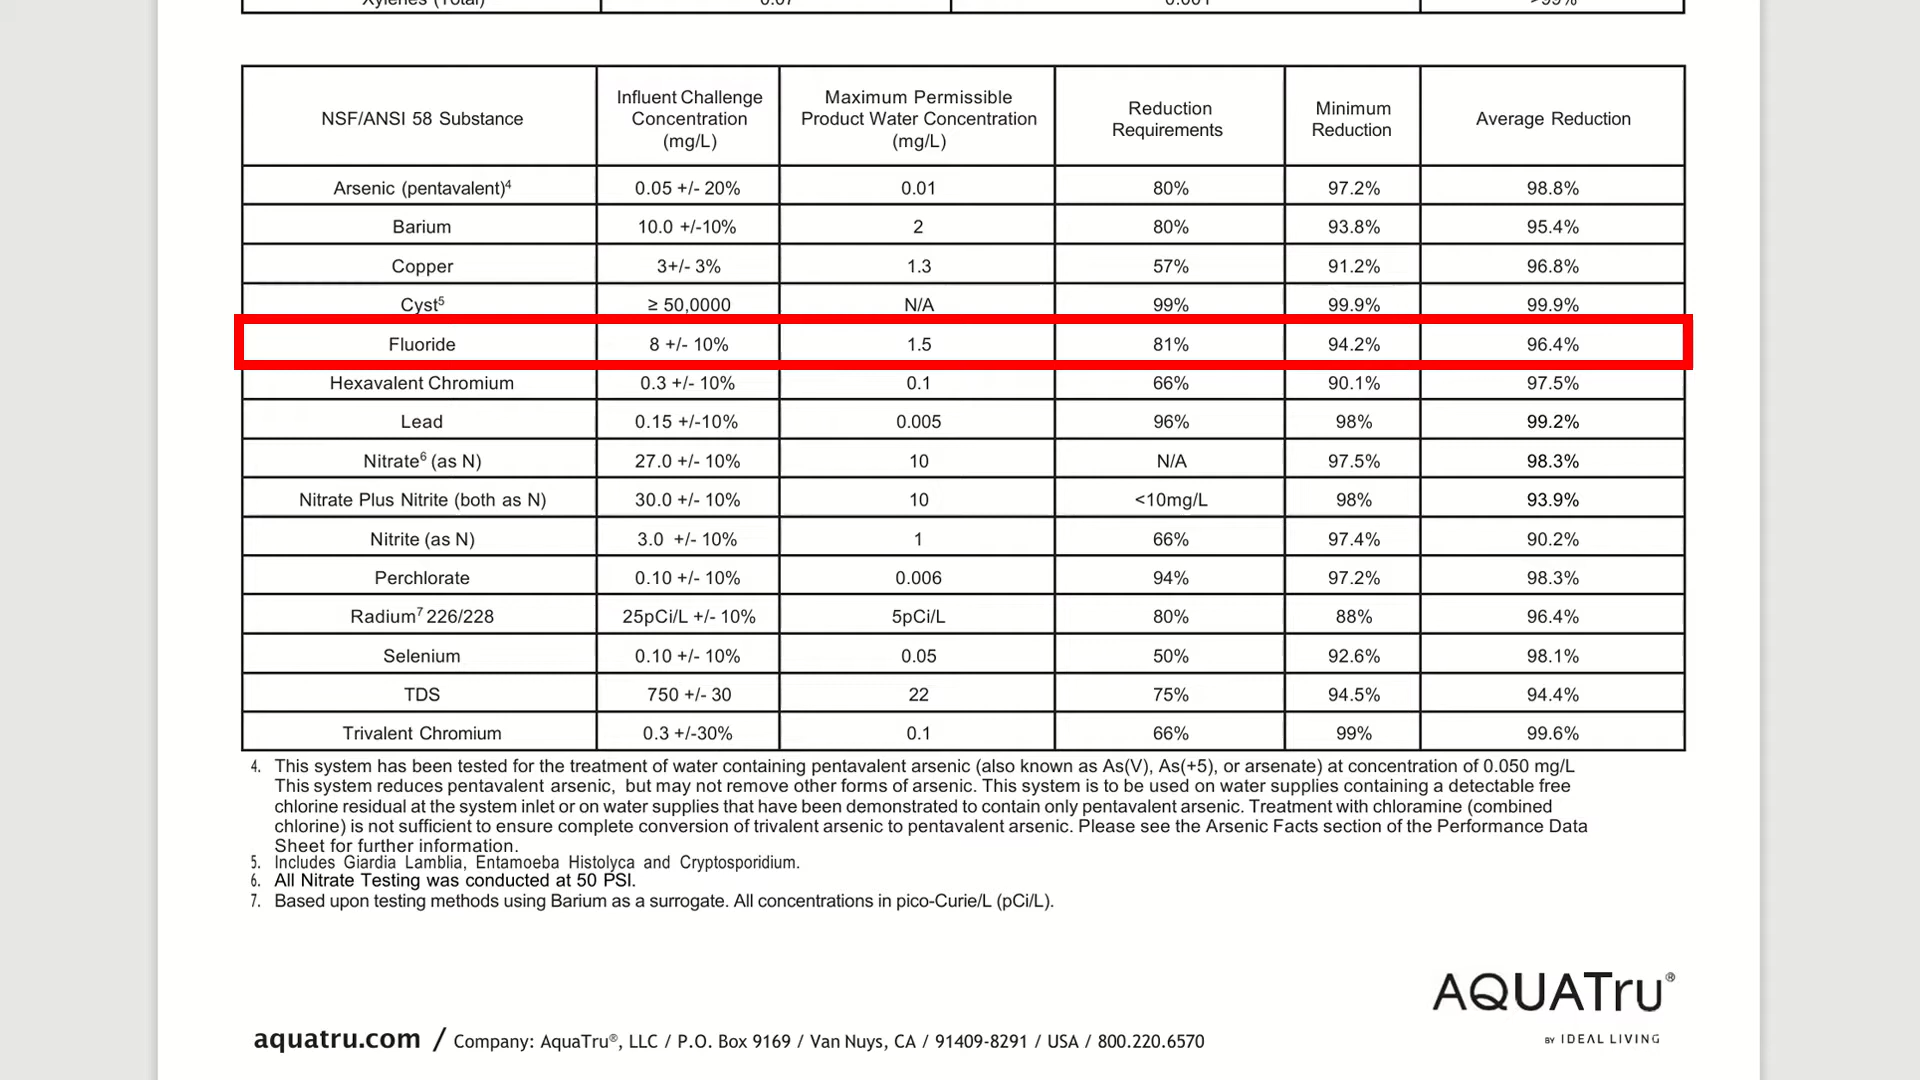 NSF/ANSI 58 Substance
Influent Challenge
Concentration
(mg/L)
Maximum Permissible
Product Water Concentration
(mg/L)
Reduction
Requirements
Minimum
Reduction
Average Reduction
Arsenic (pentavalent)4 0.05 +/- 20% 0.01 80% 97.2% 98.8%
Barium 10.0 +/-10% 2 80% 93.8% 95.4%
Copper 3+/- 3% 1.3 57% 91.2% 96.8%
Cyst5 ≥ 50,0000 N/A 99% 99.9% 99.9%
Fluoride 8 +/- 10% 1.5 81% 94.2% 96.4%
Hexavalent Chromium 0.3 +/- 10% 0.1 66% 90.1% 97.5%
Lead 0.15 +/-10% 0.005 96% 98% 99.2%
Nitrate6 (as N) 27.0 +/- 10% 10 N/A 97.5% 98.3%
Nitrate Plus Nitrite (both as N) 30.0 +/- 10% 10 <10mg/L 98% 93.9%
Nitrite (as N) 3.0 +/- 10% 1 66% 97.4% 90.2%
Perchlorate 0.10 +/- 10% 0.006 94% 97.2% 98.3%
Radium7 226/228 25pCi/L +/- 10% 5pCi/L 80% 88% 96.4%
Selenium 0.10 +/- 10% 0.05 50% 92.6% 98.1%
TDS 750 +/- 30 22 75% 94.5% 94.4%
Trivalent Chromium 0.3 +/-30% 0.1 66% 99% 99.6%
4. This system has been tested for the treatment of water containing pentavalent arsenic (also known as As(V), As(+5), or arsenate) at concentration of 0.050 mg/L
This system reduces pentavalent arsenic, but may not remove other forms of arsenic. This system is to be used on water supplies containing a detectable free
chlorine residual at the system inlet or on water supplies that have been demonstrated to contain only pentavalent arsenic. Treatment with chloramine (combined
chlorine) is not sufficient to ensure complete conversion of trivalent arsenic to pentavalent arsenic. Please see the Arsenic Facts section of the Performance Data
Sheet for further information.
5. Includes Giardia Lamblia, Entamoeba Histolyca and Cryptosporidium.
6. All Nitrate Testing was conducted at 50 PSI.
7. Based upon testing methods using Barium as a surrogate. All concentrations in pico-Curie/L (pCi/L).
AQUATru®
BY IDEAL LIVING
aquatru.com / Company: AquaTru®, LLC / P.O. Box 9169 / Van Nuys, CA / 91409-8291 / USA / 800.220.6570